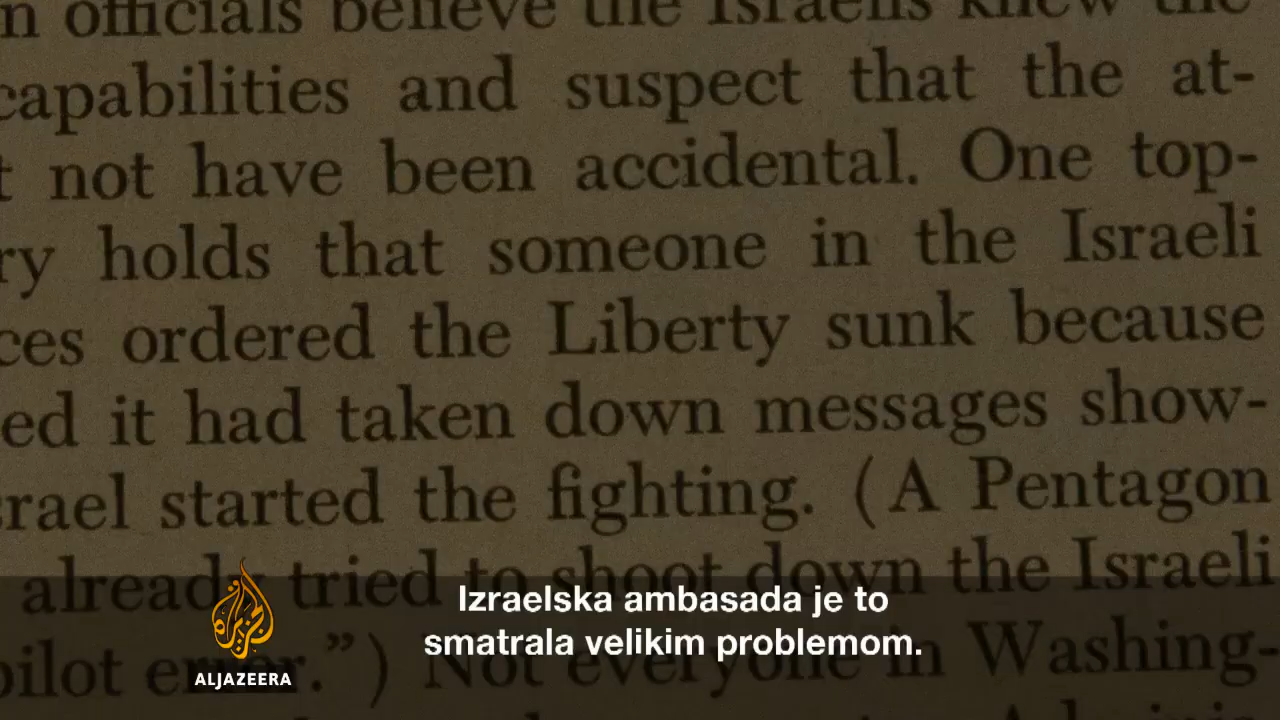 n officials believe the Israelis knew the
capabilities and suspect that the at-
t not have been accidental. One top-
ry holds that someone in the Israeli
ces ordered the Liberty sunk because
ed it had taken down messages show-
srael started the fighting. (A Pentagon
already tried to shoot down the Israeli
pilot error.”) Not everyone in Washing-
Izraelska ambasada je to
smatrala velikim problemom.
ALJAZEERA